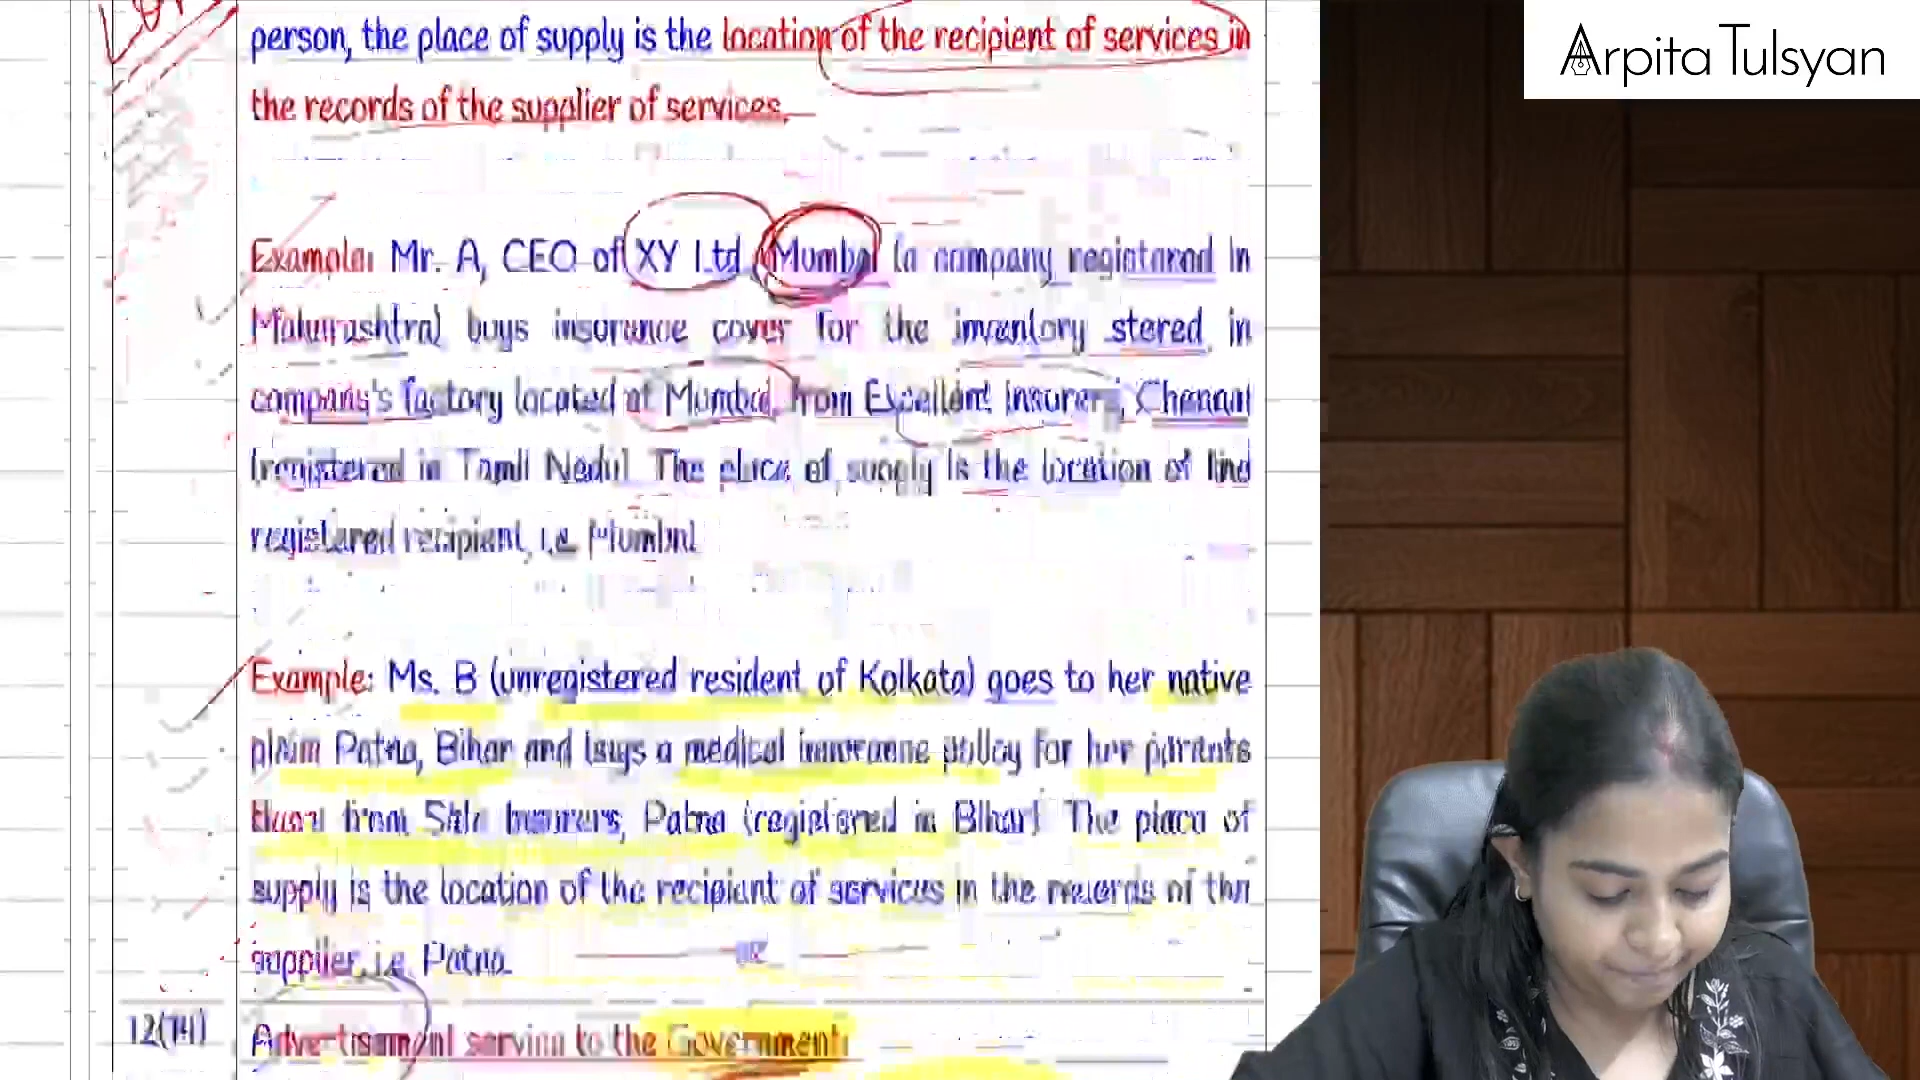 Arpita Tulsyan
person, the place of supply is the location of the recipient of services in
the records of the supplier of services.
Example: Mr. A, CEO of XY Ltd, Mumbai (a company registered in
Maharashtra) buys insurance cover for the inventory stored in
company's factory located at Mumbai from Excellent Insurers, Chennai
(registered in Tamil Nadu). The place of supply is the location of the
registered recipient, i.e. Mumbai.
Example: Ms. B (unregistered resident of Kolkata) goes to her native
place Patna, Bihar and buys a medical insurance policy for her parents
there from Insurers, Patna (registered in Bihar). The place of
supply is the location of the recipient of services in the records of the
supplier, i.e. Patna.
Advertisement service to the Government: